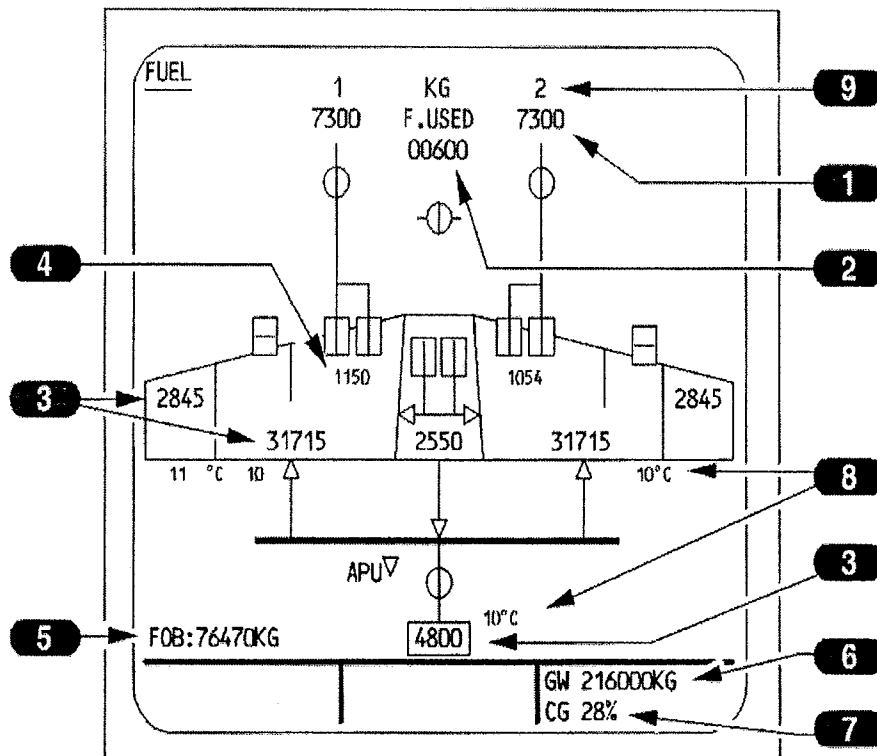 FUEL
1 KG 2
7300 F.USED 7300
00600
1150 1054
2845 2845
31715 2550 31715
11 °C 10 10°C
APU
10°C
FOB:76470KG 4800
GW 216000KG
CG 28%
9
1
4
2
3
8
3
5
6
7